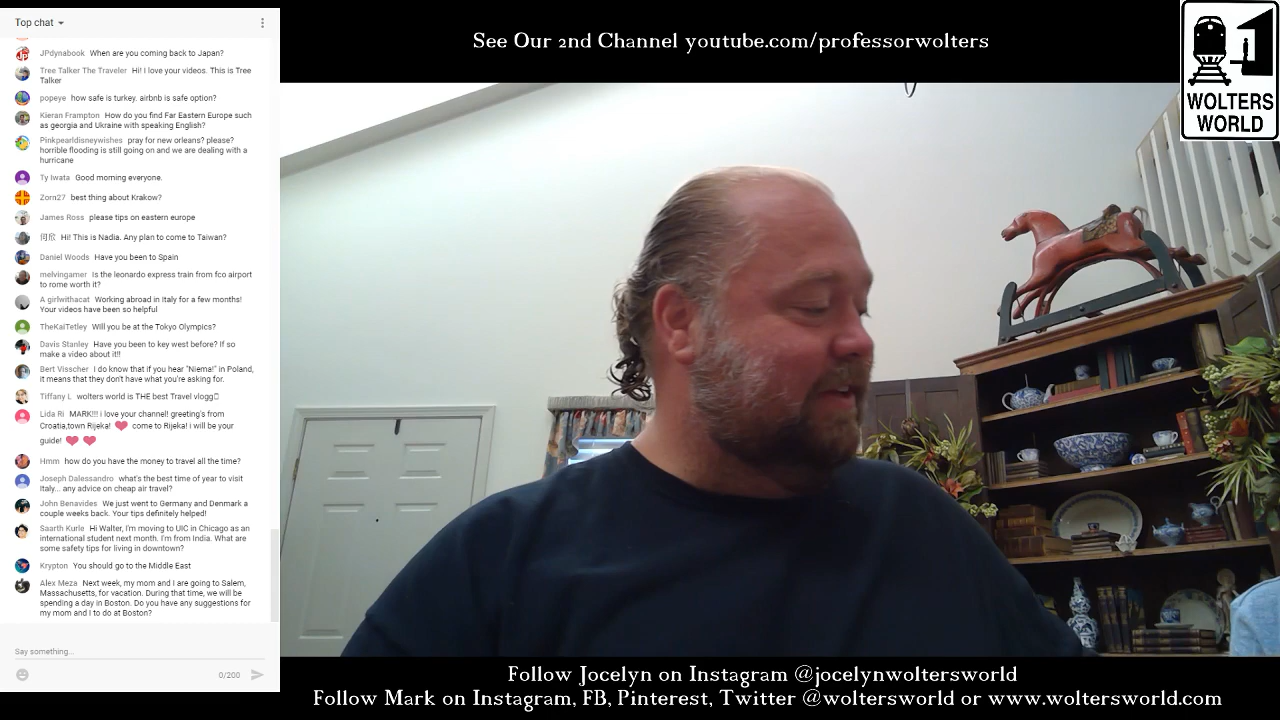 Top chat
JPdynabook When are you coming back to Japan?
Tree Talker The Traveler Hi! I love your videos. This is Tree
Talker
popeye how safe is turkey. airbnb is safe option?
Kieran Frampton How do you find Far Eastern Europe such
as georgia and Ukraine with speaking English?
Pinkpearldisneywishes pray for new orleans? please?
horrible flooding is still going on and we are dealing with a
hurricane
Ty Iwata Good morning everyone.
Zorn27 best thing about Krakow?
James Ross please tips on eastern europe
何欣 Hi! This is Nadia. Any plan to come to Taiwan?
Daniel Woods Have you been to Spain
melvingamer Is the leonardo express train from fco airport
to rome worth it?
A girlwithacat Working abroad in Italy for a few months!
Your videos have been so helpful
TheKaiTetley Will you be at the Tokyo Olympics?
Davis Stanley Have you been to key west before? If so
make a video about it!!
Bert Visscher I do know that if you hear "Niema!" in Poland,
it means that they don't have what you're asking for.
Tiffany L wolters world is THE best Travel vlogg
Lida Ri MARK!!! i love your channel! greeting's from
Croatia,town Rijeka! ❤ come to Rijeka! i will be your
guide! ❤ ❤
Hmm how do you have the money to travel all the time?
Joseph Dalessandro what's the best time of year to visit
Italy... any advice on cheap air travel?
John Benavides We just went to Germany and Denmark a
couple weeks back. Your tips definitely helped!
Saarth Kurle Hi Walter, I'm moving to UIC in Chicago as an
international student next month. I'm from India. What are
some safety tips for living in downtown?
Krypton You should go to the Middle East
Alex Meza Next week, my mom and I are going to Salem,
Massachusetts, for vacation. During that time, we will be
spending a day in Boston. Do you have any suggestions for
my mom and I to do at Boston?
Say something...
0/200
See Our 2nd Channel youtube.com/professorwolters
WOLTERS
WORLD
Follow Jocelyn on Instagram @jocelynwoltersworld
Follow Mark on Instagram, FB, Pinterest, Twitter @woltersworld or www.woltersworld.com